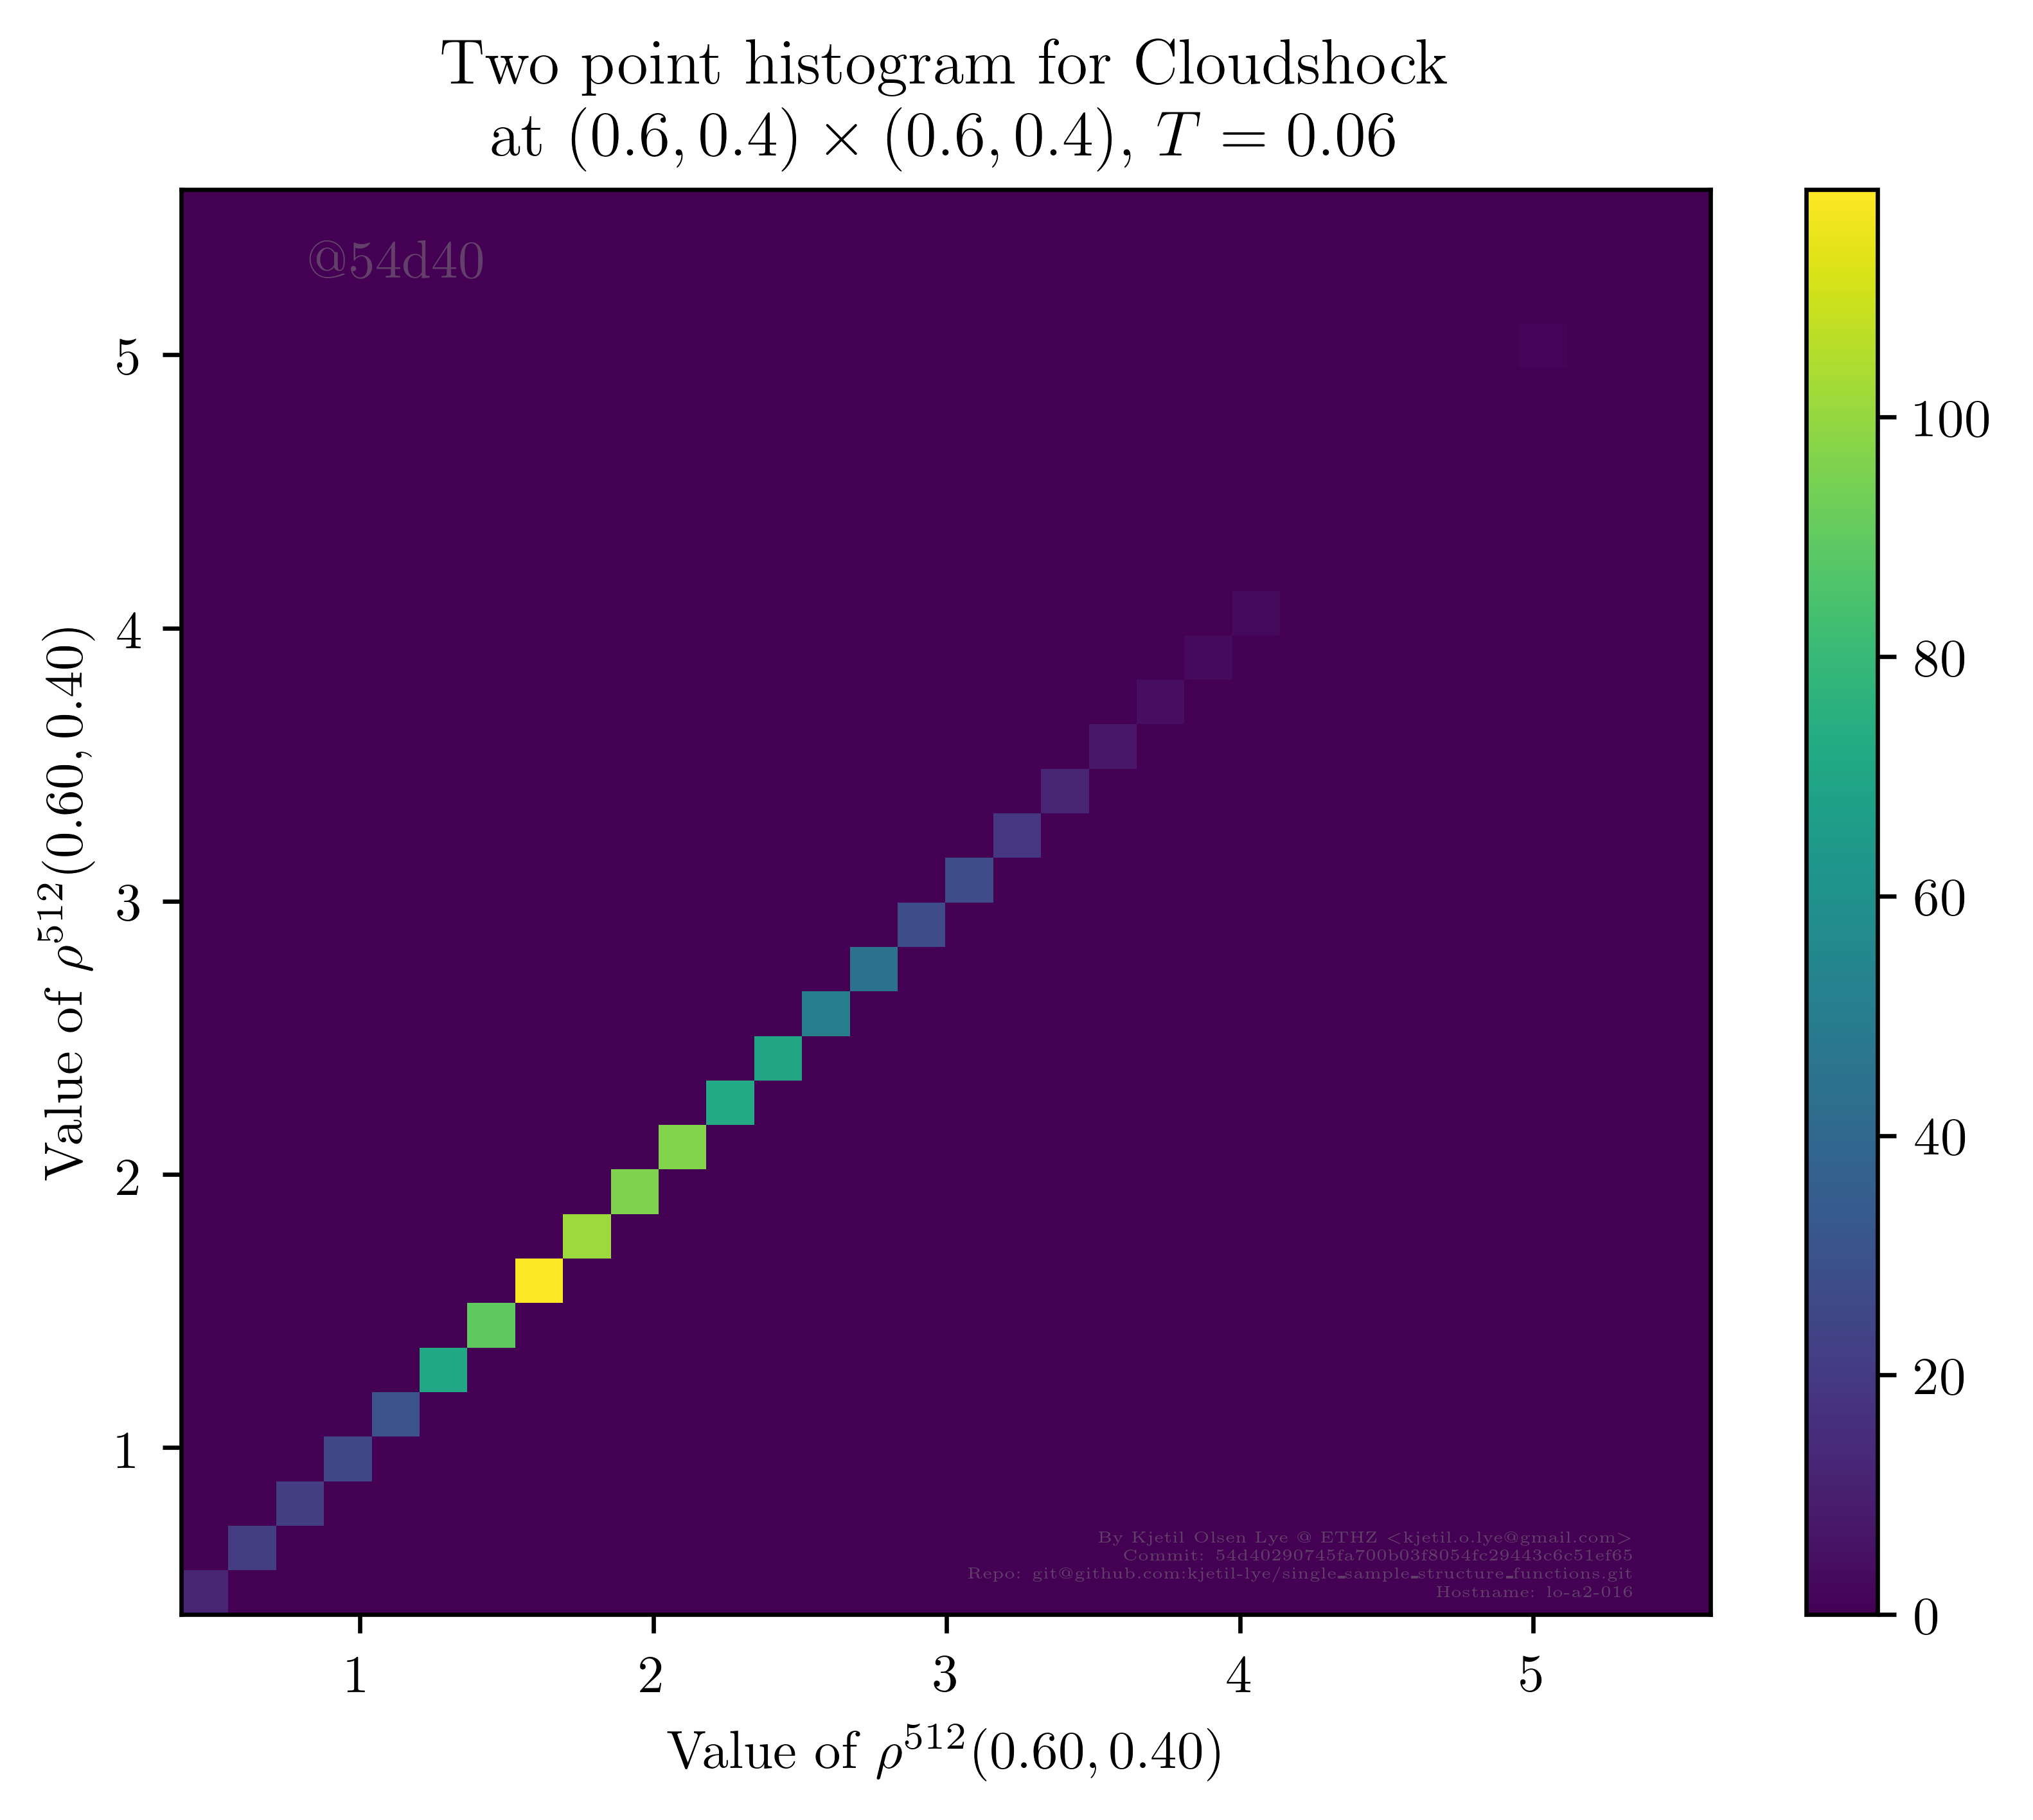 Two point histogram for Cloudshock
at (0.6, 0.4) × (0.6, 0.4), T = 0.06
@54d40
5
4
3
2
1
Value of ρ^512(0.60, 0.40)
1
2
3
4
5
Value of ρ^512(0.60, 0.40)
100
80
60
40
20
0
By Kjetil Olsen Lye @ ETHZ <kjetil.o.lye@gmail.com>
Commit: 54d40290745fa700b03f8054fc29443c6c51ef65
Repo: git@github.com:kjetil-lye/single_sample_structure_functions.git
Hostname: lo-a2-016